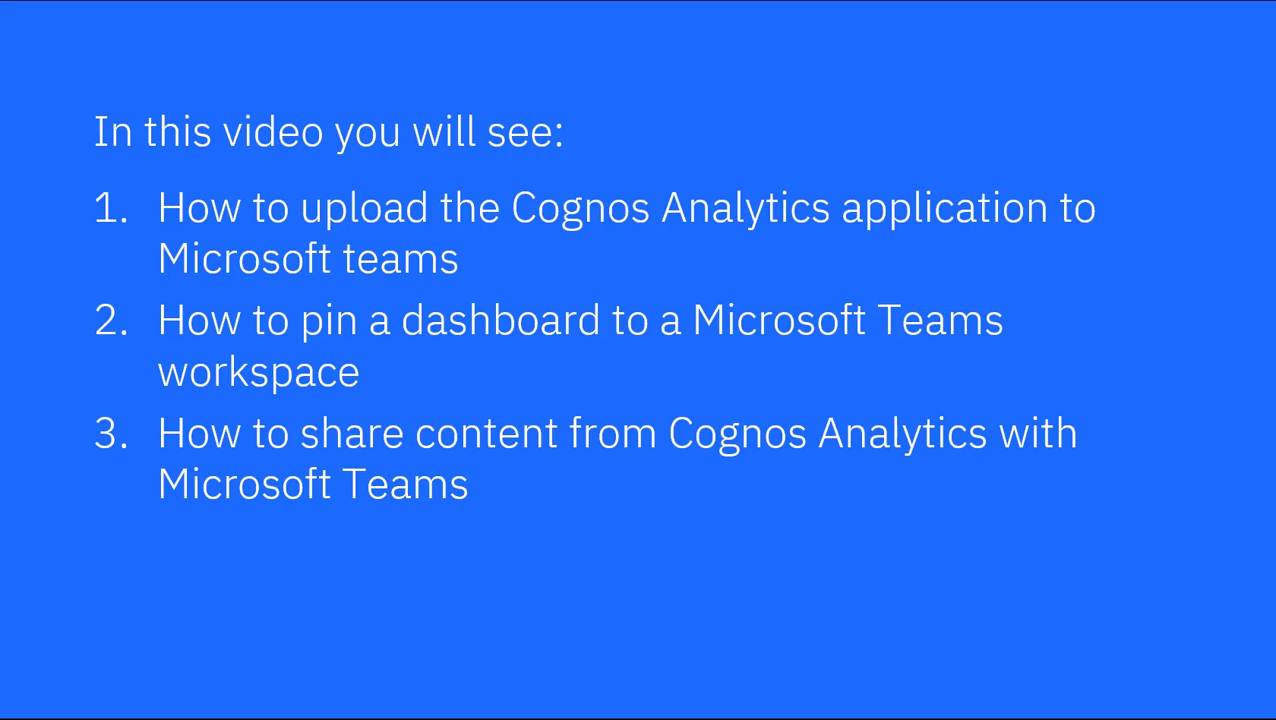 In this video you will see:
1. How to upload the Cognos Analytics application to
Microsoft teams
2. How to pin a dashboard to a Microsoft Teams
workspace
3. How to share content from Cognos Analytics with
Microsoft Teams